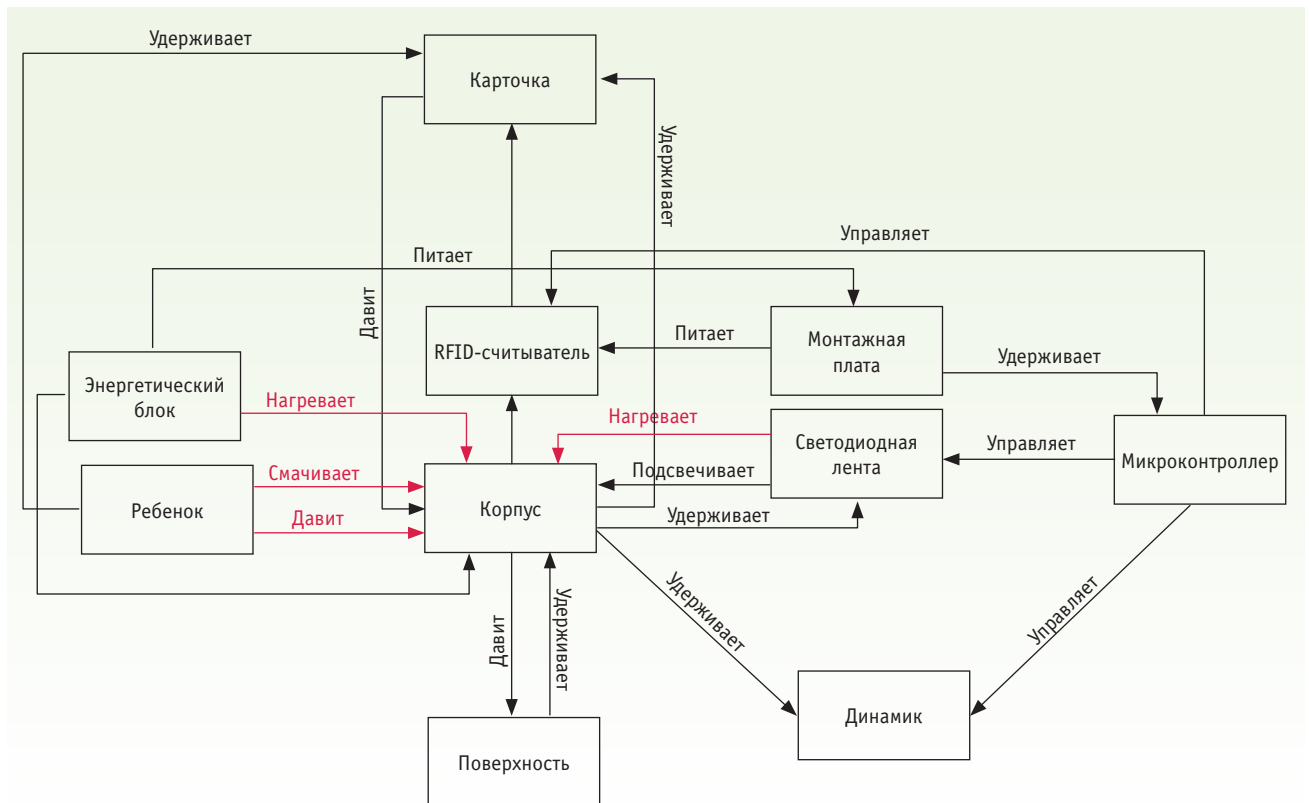 Удерживает
Карточка
Удерживает
Управляет
Питает
Давит
RFID-считыватель
Питает
Монтажная
плата
Удерживает
Энергетический
блок
Нагревает
Нагревает
Светодиодная
лента
Управляет
Микроконтроллер
Смачивает
Подсвечивает
Ребенок
Давит
Корпус
Удерживает
Давит
Удерживает
Удерживает
Управляет
Динамик
Поверхность